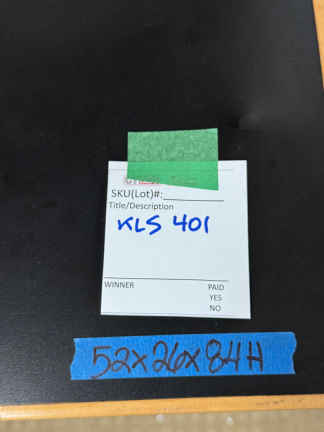 SKU(Lot)#:
Title/Description
KLS 401
WINNER PAID
YES
NO
52x26x84H